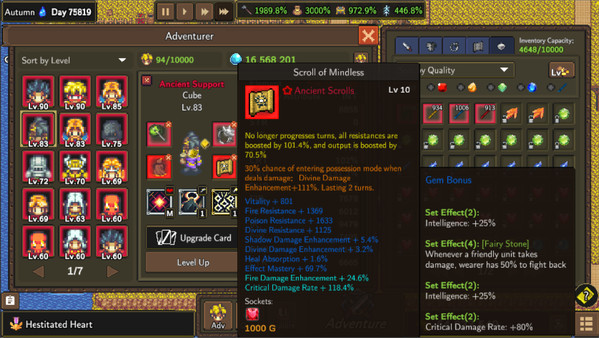 Autumn Day 75819
1989.8% 3000% 972.9% 446.8%
Adventurer
Sort by Level
94/10000
16 568 201
Inventory Capacity:
4648/10000
Quality
Lv
Lv.90 Lv.90 Lv.85
Lv.83 Lv.83 Lv.75
Lv.72 Lv.70 Lv.69
Lv.63 Lv.60 Lv.60
Lv.60 Lv.60 Lv.60
1/7
Ancient Support
Cube
Lv.83
M
1
Upgrade Card
Level Up
Scroll of Mindless
Ancient Scrolls Lv 10
No longer progresses turns, all resistances are
boosted by 101.4%, and output is boosted by
70.5%
30% chance of entering possession mode when
deals damage; Divine Damage
Enhancement+111%. Lasting 2 turns.
Vitality + 801
Fire Resistance + 1369
Poison Resistance + 1633
Divine Resistance + 1125
Shadow Damage Enhancement + 5.4%
Divine Damage Enhancement + 3.2%
Heal Absorption + 1.6%
Effect Mastery + 69.7%
Fire Damage Enhancement + 24.6%
Critical Damage Rate + 118.4%
Sockets:
1000 G
934 1006 913
Gem Bonus
Set Effect(2):
Intelligence: +25%
Set Effect(4): [Fairy Stone]
Whenever a friendly unit takes
damage, wearer has 50% to fight back
Set Effect(2):
Intelligence: +25%
Set Effect(2):
Critical Damage Rate: +80%
Hestitated Heart
Adv
Adventure